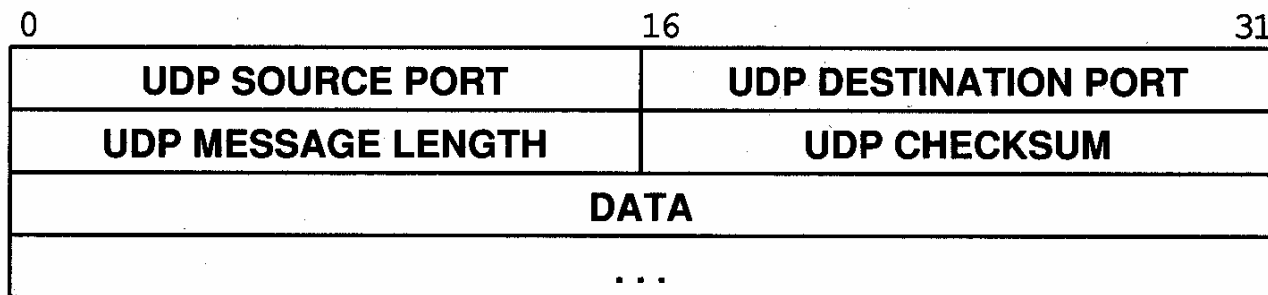 0 16 31
UDP SOURCE PORT UDP DESTINATION PORT
UDP MESSAGE LENGTH UDP CHECKSUM
DATA
...